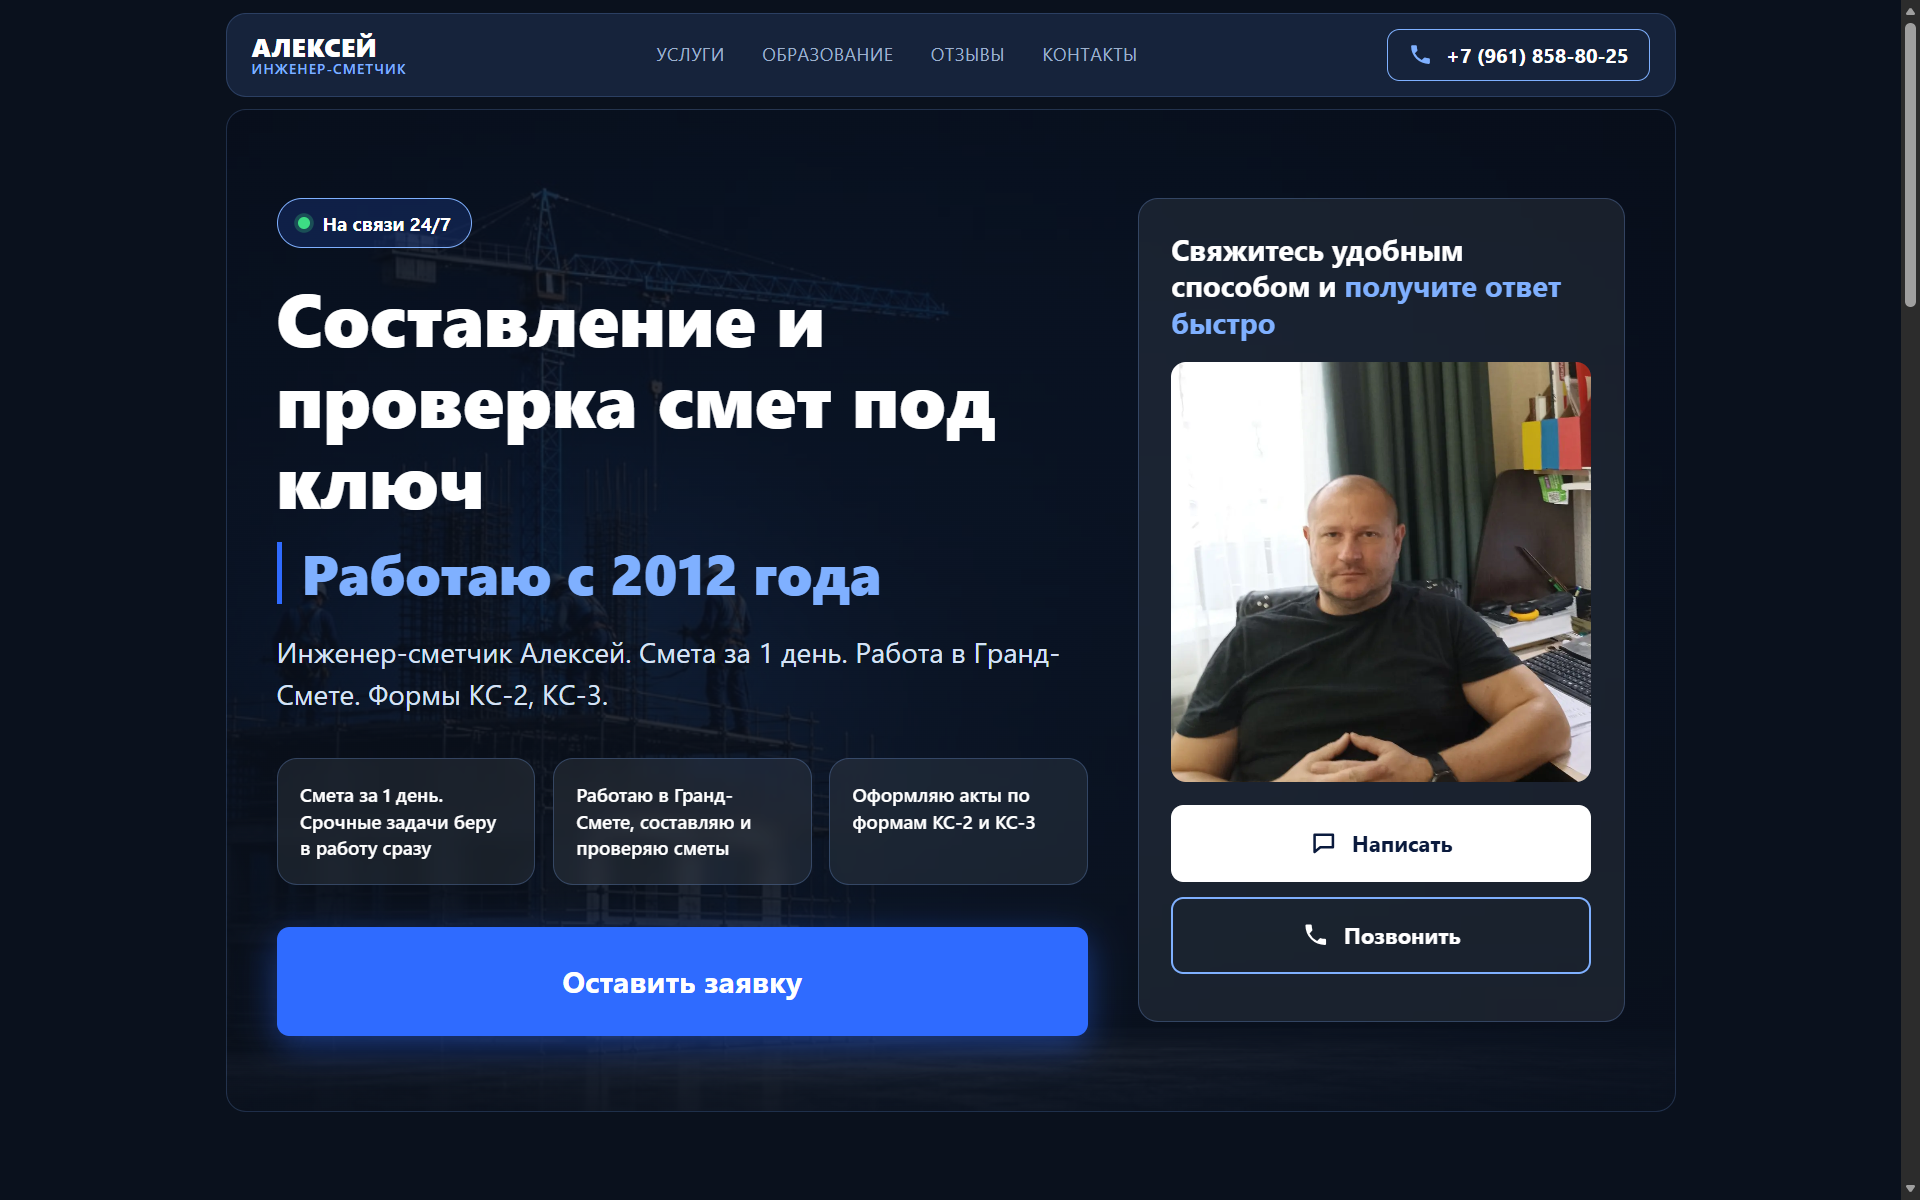 АЛЕКСЕЙ
ИНЖЕНЕР-СМЕТЧИК
УСЛУГИ
ОБРАЗОВАНИЕ
ОТЗЫВЫ
КОНТАКТЫ
+7 (961) 858-80-25
На связи 24/7
Составление и
проверка смет под
ключ
Работаю с 2012 года
Инженер-сметчик Алексей. Смета за 1 день. Работа в Гранд-
Смете. Формы КС-2, КС-3.
Смета за 1 день.
Срочные задачи беру
в работу сразу
Работаю в Гранд-
Смете, составляю и
проверяю сметы
Оформляю акты по
формам КС-2 и КС-3
Оставить заявку
Свяжитесь удобным
способом и получите ответ
быстро
Написать
Позвонить